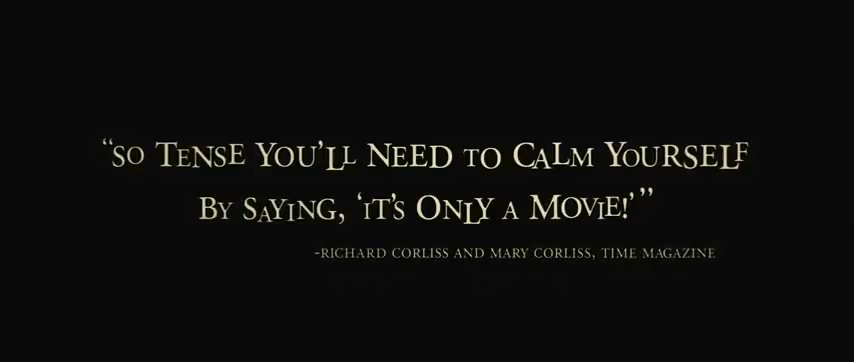 “SO TENSE YOU’LL NEED TO CALM YOURSELF
BY SAYING, ‘IT’S ONLY A MOVIE!’”
-RICHARD CORLISS AND MARY CORLISS, TIME MAGAZINE